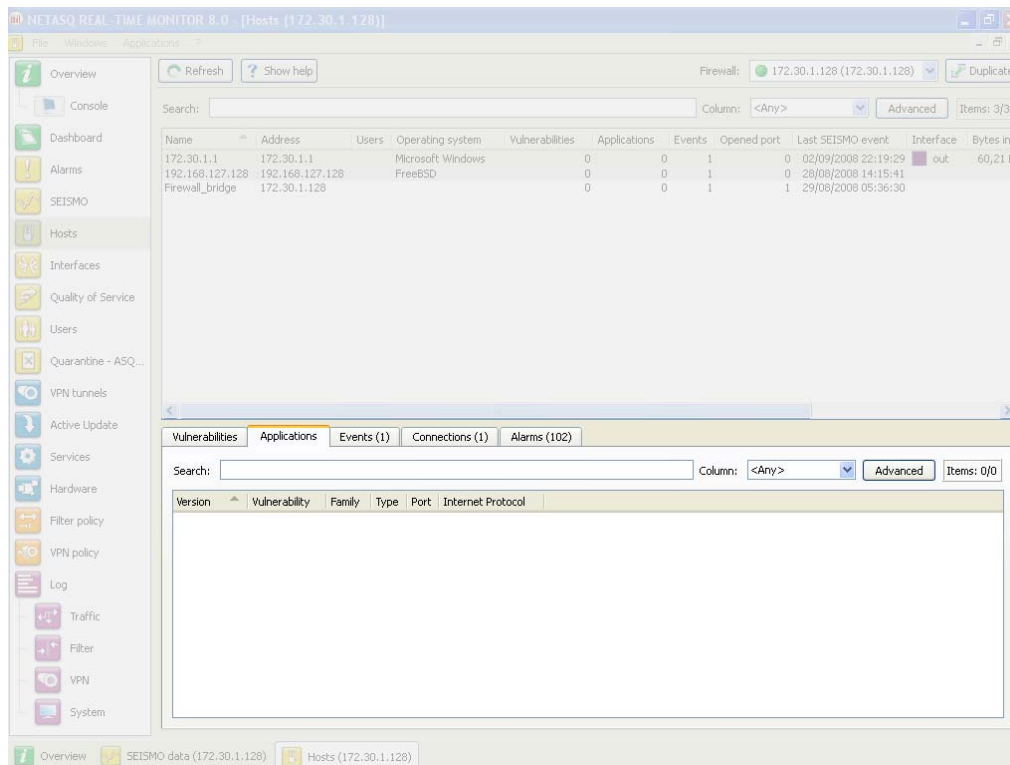 NETASQ REAL-TIME MONITOR 8.0 - [Hosts (172.30.1.128)]
File Windows Applications ?
Overview
Console
Dashboard
Alarms
SEISMO
Hosts
Interfaces
Quality of Service
Users
Quarantine - ASQ...
VPN tunnels
Active Update
Services
Hardware
Filter policy
VPN policy
Log
Traffic
Filter
VPN
System
Refresh ? Show help Firewall: 172.30.1.128 (172.30.1.128) Duplicate
Search: Column: <Any> Advanced Items: 3/3
Name Address Users Operating system Vulnerabilities Applications Events Opened port Last SEISMO event Interface Bytes in
172.30.1.1 172.30.1.1 Microsoft Windows 0 0 1 0 02/09/2008 22:19:29 out 60,21
192.168.127.128 192.168.127.128 FreeBSD 0 0 1 0 28/08/2008 14:15:41
Firewall_bridge 172.30.1.128 0 0 1 1 29/08/2008 05:36:30
Vulnerabilities Applications Events (1) Connections (1) Alarms (102)
Search: Column: <Any> Advanced Items: 0/0
Version Vulnerability Family Type Port Internet Protocol
Overview SEISMO data (172.30.1.128) Hosts (172.30.1.128)